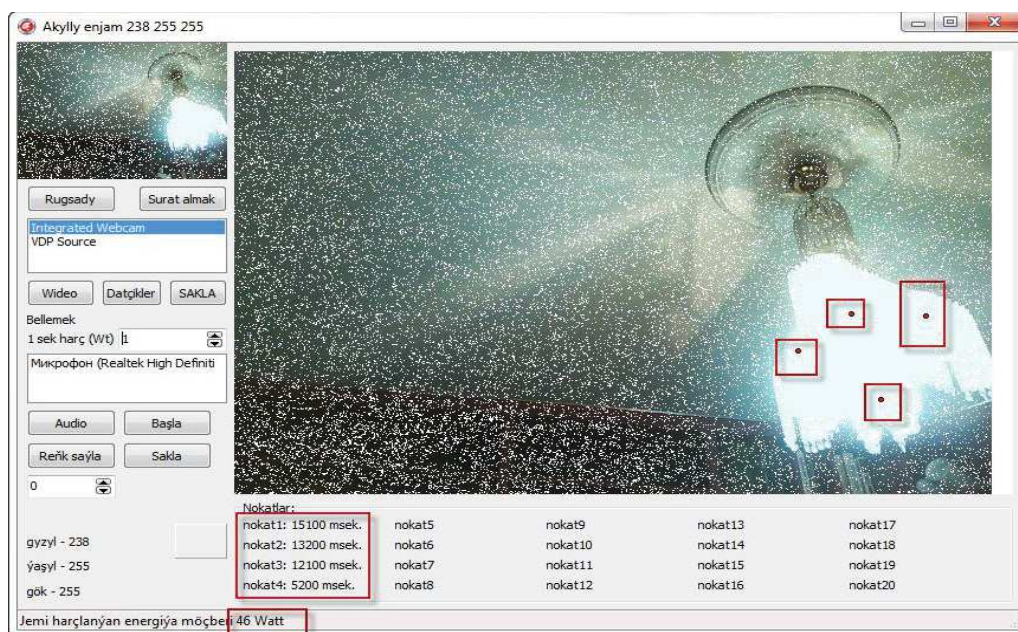 Akylly enjam 238 255 255
Rugsady Surat almak
Integrated Webcam
VDP Source
Wideo Datçikler SAKLA
Bellemek
1 sek harç (Wt) 1
Микрофон (Realtek High Definiti
Audio Başla
Reňk saýla Sakla
0
gyzyl - 238
ýaşyl - 255
gök - 255
Nokatlar:
nokat1: 15100 msek. nokat5 nokat9 nokat13 nokat17
nokat2: 13200 msek. nokat6 nokat10 nokat14 nokat18
nokat3: 12100 msek. nokat7 nokat11 nokat15 nokat19
nokat4: 5200 msek. nokat8 nokat12 nokat16 nokat20
Jemi harçlanýan energiýa möçberi 46 Watt